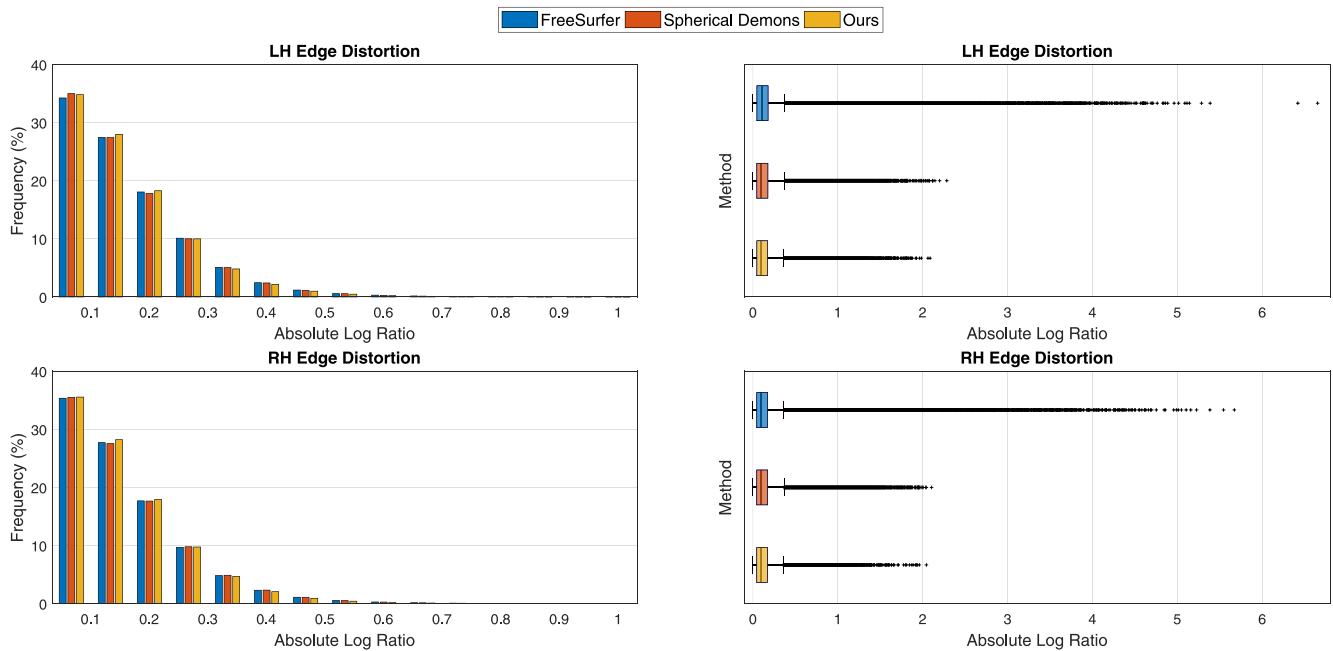 FreeSurfer Spherical Demons Ours
LH Edge Distortion
40
30
20
10
0
Frequency (%)
0.1 0.2 0.3 0.4 0.5 0.6 0.7 0.8 0.9 1
Absolute Log Ratio
LH Edge Distortion
Method
0 1 2 3 4 5 6
Absolute Log Ratio
RH Edge Distortion
40
30
20
10
0
Frequency (%)
0.1 0.2 0.3 0.4 0.5 0.6 0.7 0.8 0.9 1
Absolute Log Ratio
RH Edge Distortion
Method
0 1 2 3 4 5 6
Absolute Log Ratio